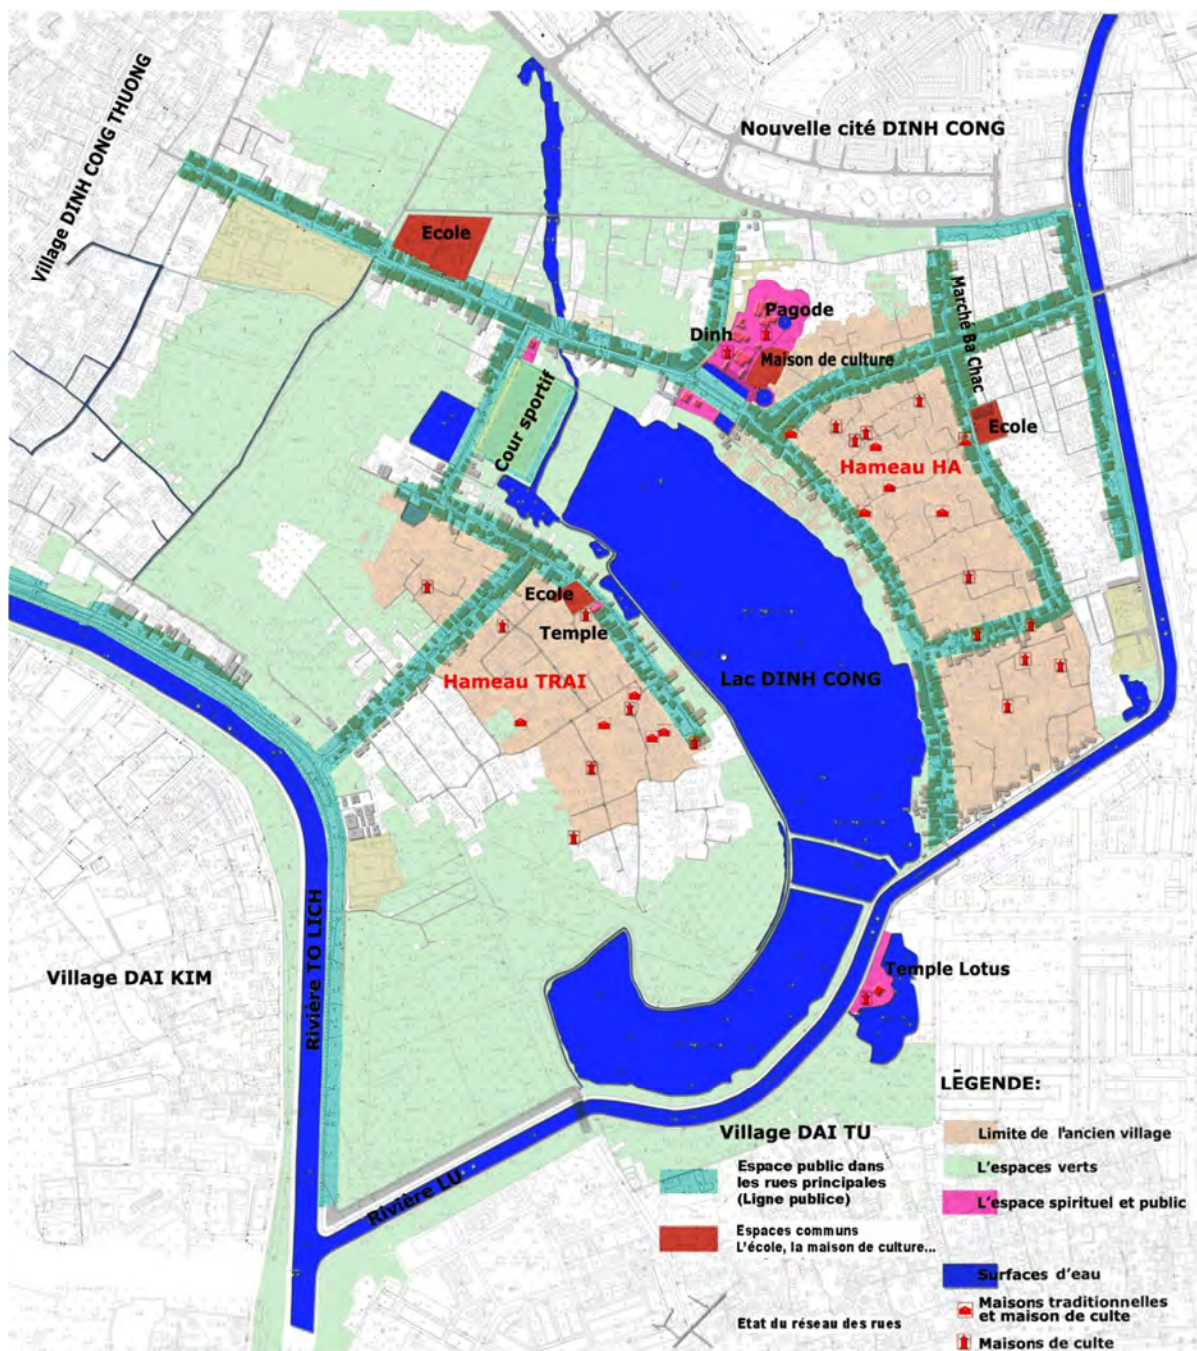 Village DINH CONG THUONG
Nouvelle cité DINH CONG
Ecole
Pagode
Dinh
Maison de culture
Marché Ba Chac
Cour sportif
Ecole
Hameau HA
Ecole
Temple
Hameau TRAI
Lac DINH CONG
Village DAI KIM
Rivière TO LICH
Temple Lotus
Rivière LU
Village DAI TU
LĒGENDE:
Espace public dans
les rues principales
(Ligne publice)
Espaces communs
L'école, la maison de culture...
Etat du réseau des rues
Limite de l'ancien village
L'espaces verts
L'espace spirituel et public
Surfaces d'eau
Maisons traditionnelles
et maison de culte
Maisons de culte